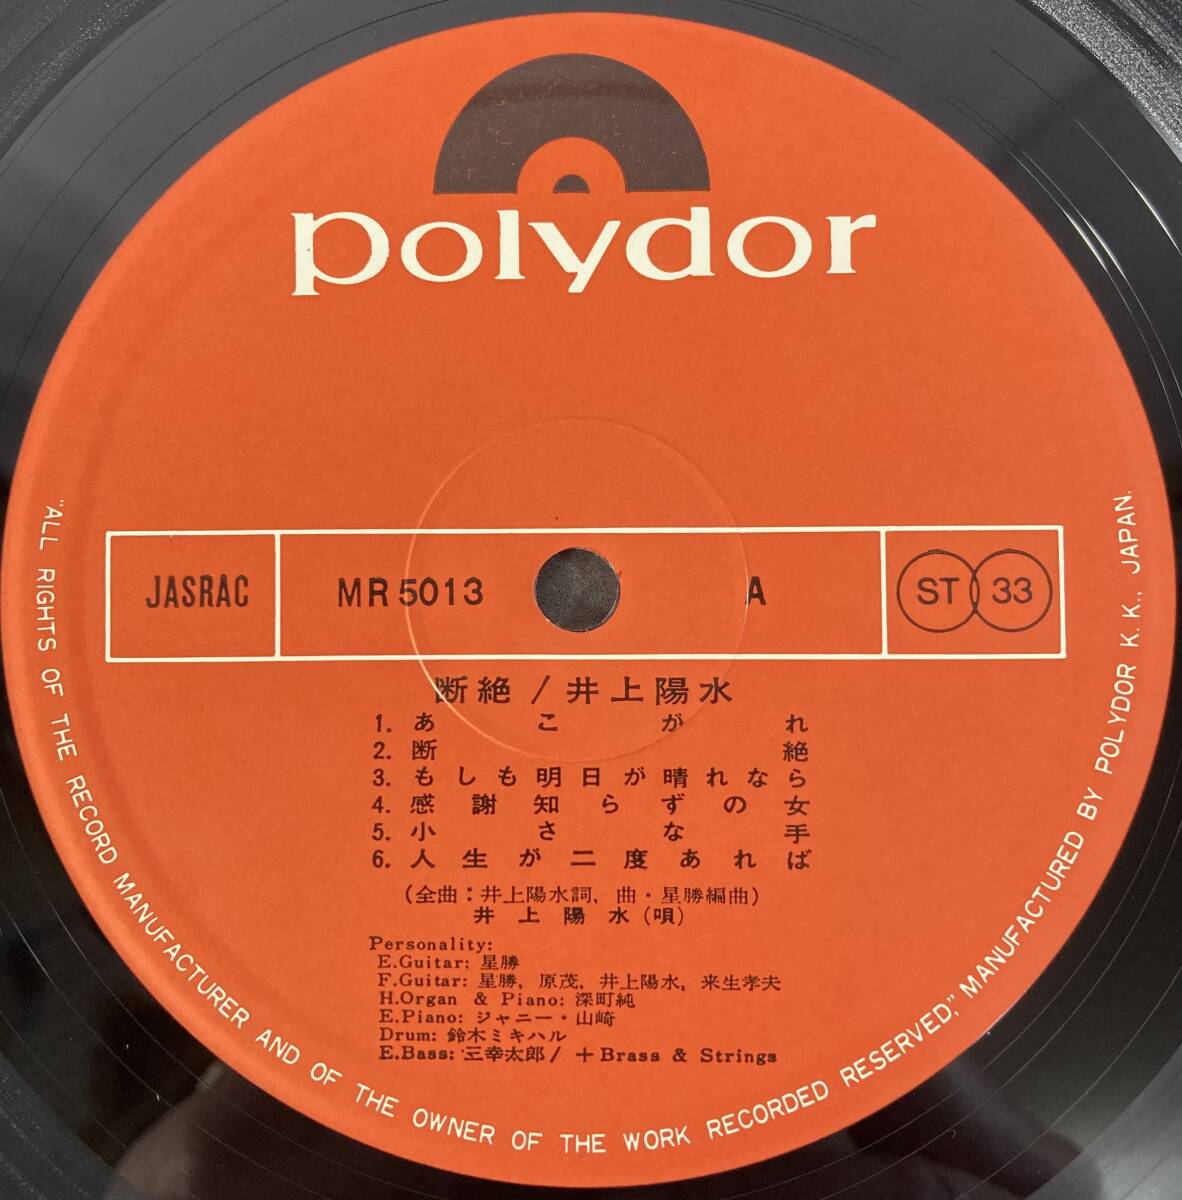 polydor
JASRAC MR 5013 A ST 33
断絶 / 井上陽水
1. あこがれ
2. 断絶
3. もしも明日が晴れなら
4. 感謝知らずの女
5. 小さな手
6. 人生が二度あれば
(全曲：井上陽水詞, 曲・星勝編曲)
井上陽水(唄)
Personality:
E.Guitar: 星勝
F.Guitar: 星勝, 原茂, 井上陽水, 来生孝夫
H.Organ & Piano: 深町純
E.Piano: ジャニー・山崎
Drum: 鈴木ミキハル
E.Bass: 三幸太郎 / +Brass & Strings
"ALL RIGHTS OF THE RECORD MANUFACTURER AND OF THE OWNER OF THE WORK RECORDED RESERVED," MANUFACTURED BY POLYDOR K. K., JAPAN.